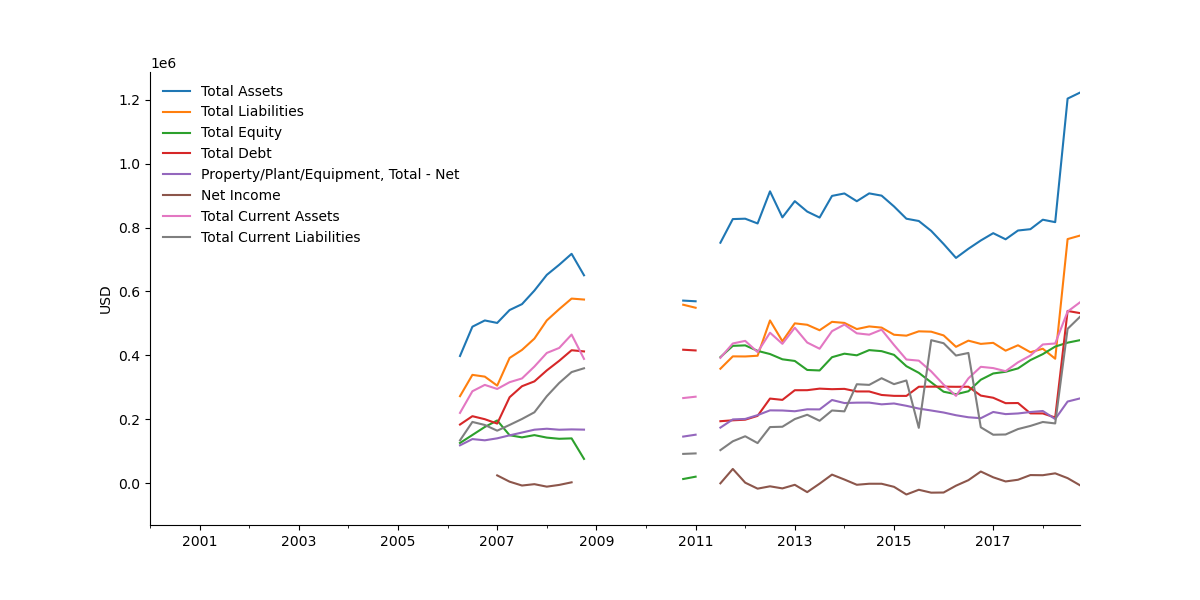 1e6
USD
1.2
1.0
0.8
0.6
0.4
0.2
0.0
Total Assets
Total Liabilities
Total Equity
Total Debt
Property/Plant/Equipment, Total - Net
Net Income
Total Current Assets
Total Current Liabilities
2001 2003 2005 2007 2009 2011 2013 2015 2017